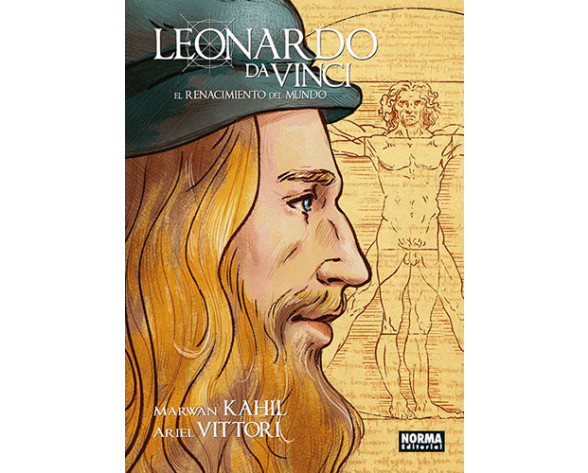 LEONARDO
DA VINCI
EL RENACIMIENTO DEL MUNDO
MARWAN KAHIL
ARIEL VITTORI
NORMA
Editorial